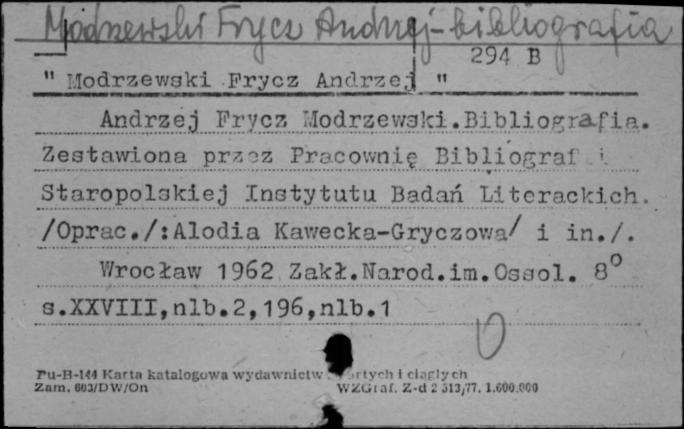 Modrzewski Frycz Andrzej - bibliografia
294 B
" Modrzewski Frycz Andrzej "
Andrzej Frycz Modrzewski.Bibliografia.
Zestawiona przez Pracownię Bibliograf i
Staropolskiej Instytutu Badań Literackich.
/Oprac./:Alodia Kawecka-Gryczowa/ i in./.
Wrocław 1962 Zakł.Narod.im.Ossol. 8°
s.XXVIII,nlb.2,196,nlb.1
Pu-B-144 Karta katalogowa wydawnictw i ciągłych
Zam. 603/DW/On WZGraf. Z-d 2 313/77. 1.600.000